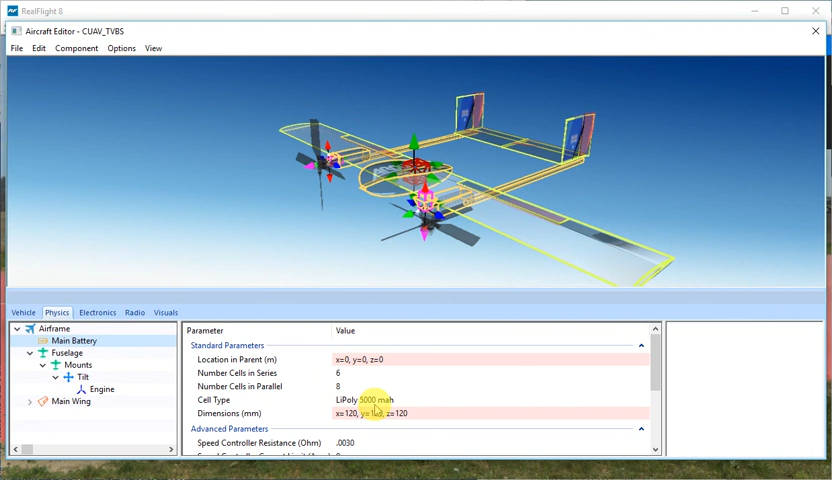 RealFlight 8
Aircraft Editor - CUAV_TVBS
File Edit Component Options View
Vehicle Physics Electronics Radio Visuals
Airframe
Main Battery
Fuselage
Mounts
Tilt
Engine
Main Wing
Parameter Value
Standard Parameters
Location in Parent (m) x=0, y=0, z=0
Number Cells in Series 6
Number Cells in Parallel 8
Cell Type LiPoly 5000 mah
Dimensions (mm) x=120, z=120
Advanced Parameters
Speed Controller Resistance (Ohm) .0030